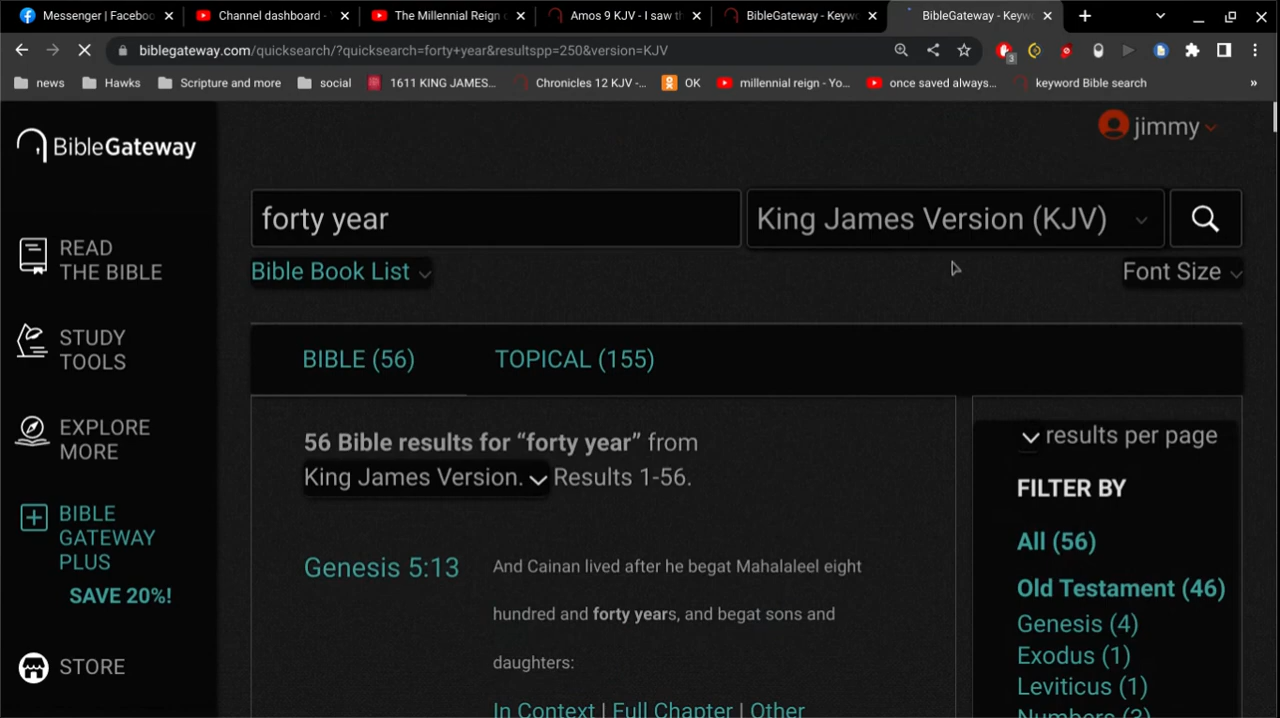 Messenger | Faceboo
Channel dashboard -
The Millennial Reign o
Amos 9 KJV - I saw th
BibleGateway - Keyw
BibleGateway - Keyw
biblegateway.com/quicksearch/?quicksearch=forty+year&resultspp=250&version=KJV
3
news
Hawks
Scripture and more
social
1611 KING JAMES...
Chronicles 12 KJV -...
OK
millennial reign - Yo...
once saved always...
keyword Bible search
»
BibleGateway
jimmy
forty year
King James Version (KJV)
Bible Book List
Font Size
READ
THE BIBLE
STUDY
TOOLS
EXPLORE
MORE
BIBLE
GATEWAY
PLUS
SAVE 20%!
STORE
BIBLE (56)
TOPICAL (155)
56 Bible results for “forty year” from
King James Version. Results 1-56.
Genesis 5:13
And Cainan lived after he begat Mahalaleel eight
hundred and forty years, and begat sons and
daughters:
In Context | Full Chapter | Other
results per page
FILTER BY
All (56)
Old Testament (46)
Genesis (4)
Exodus (1)
Leviticus (1)
Numbers (3)